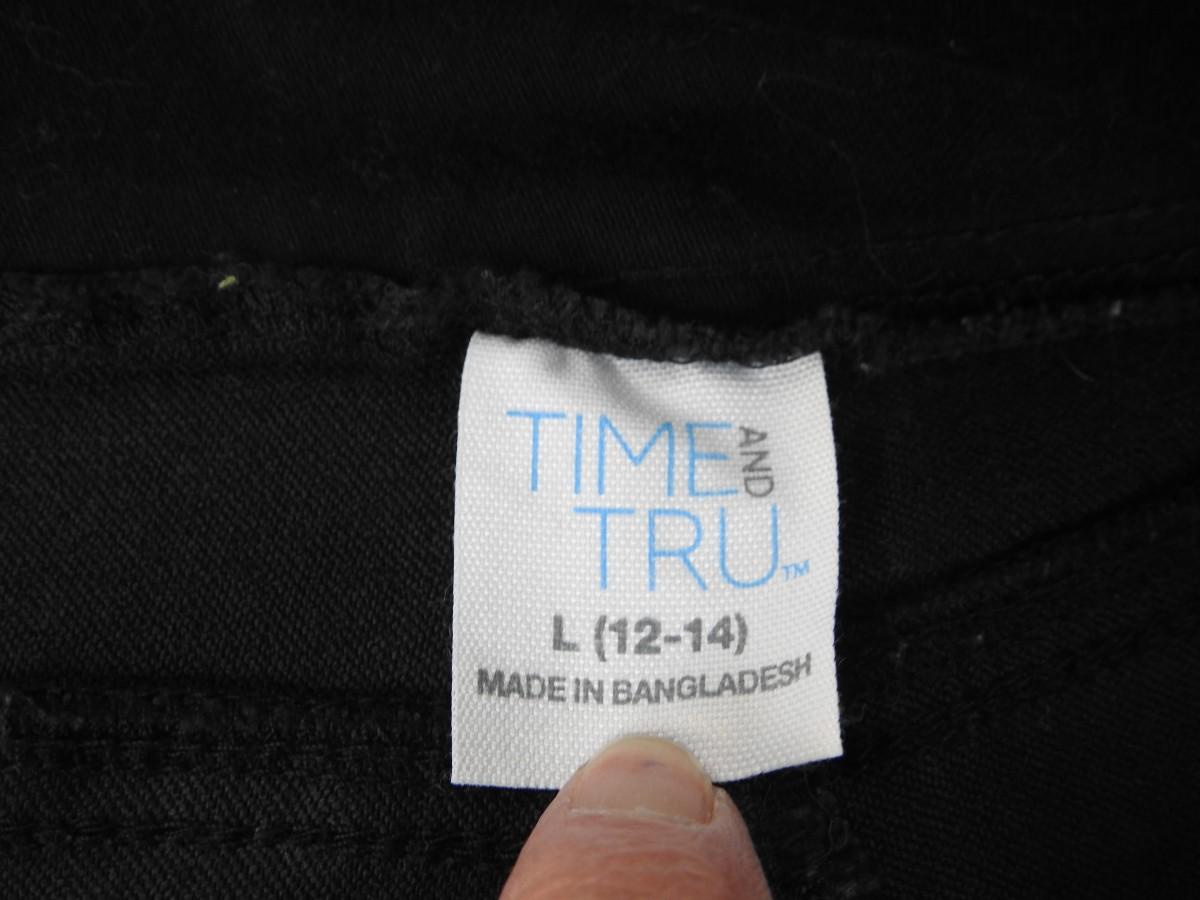 TIME AND
TRU™
L (12-14)
MADE IN BANGLADESH